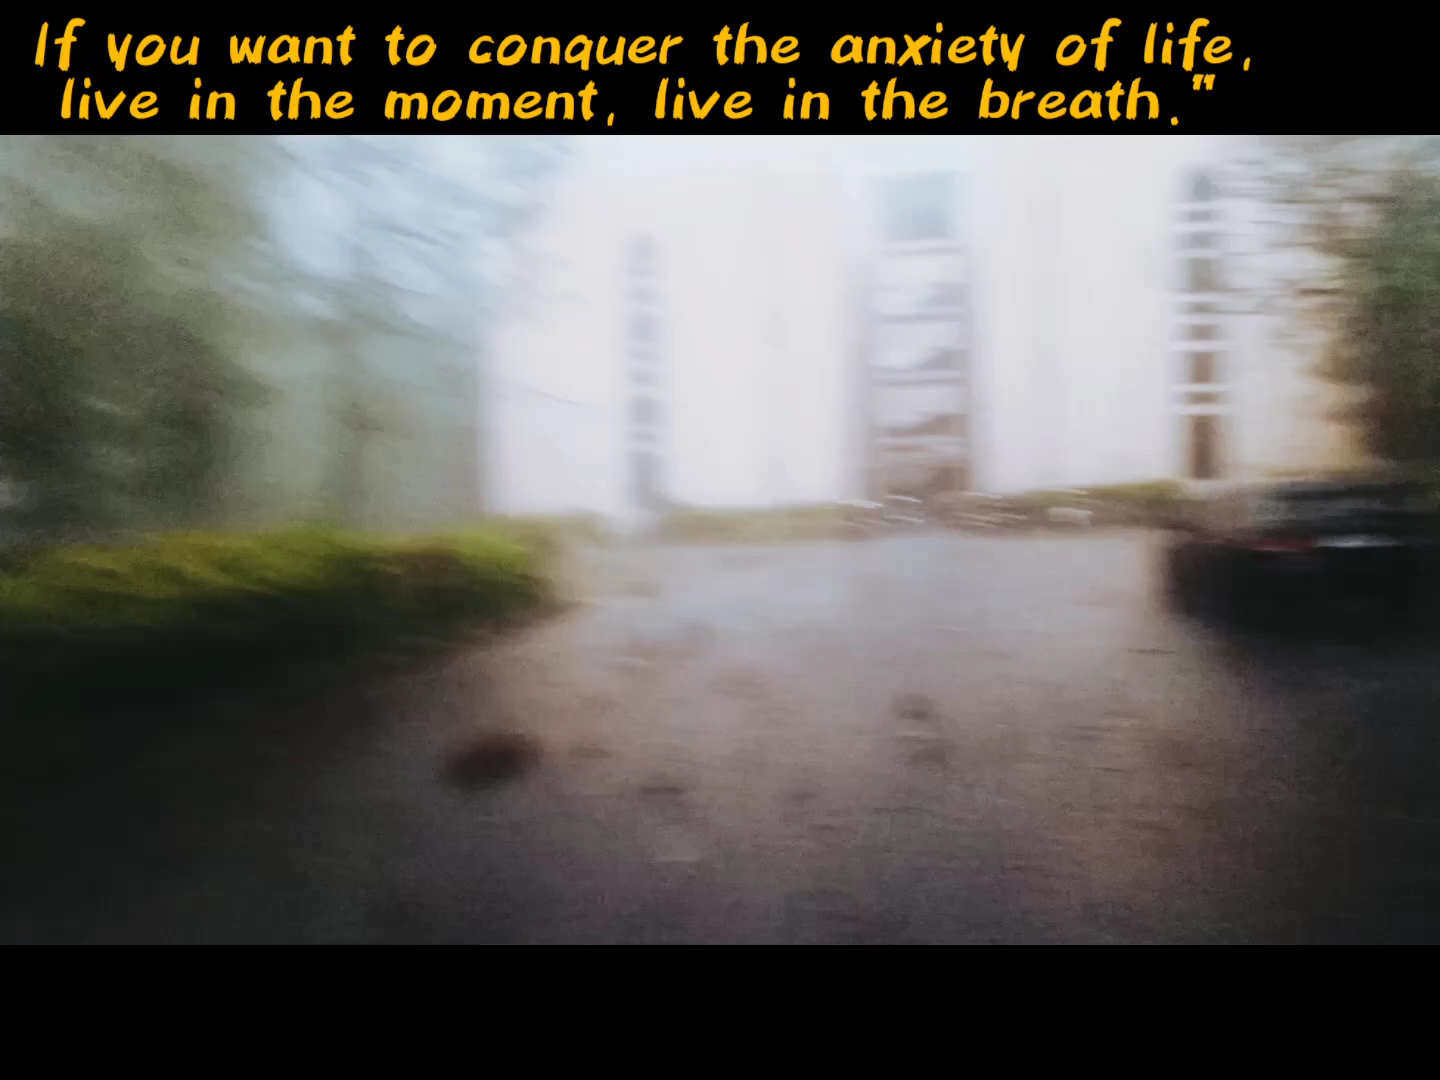 If you want to conquer the anxiety of life,
live in the moment, live in the breath."